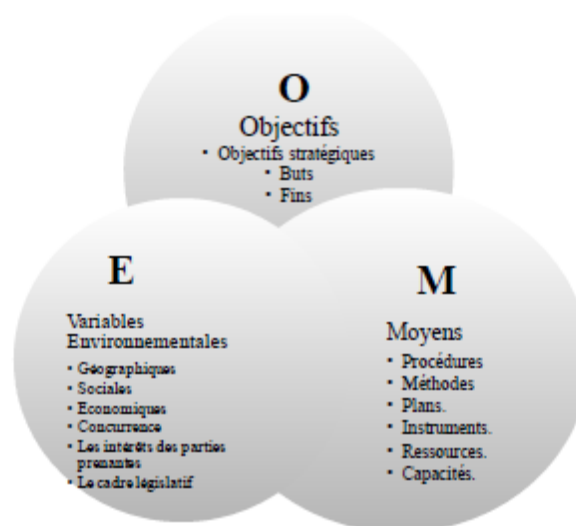 O
Objectifs
• Objectifs stratégiques
• Buts
• Fins
E
Variables
Environnementales
• Géographiques
• Sociales
• Economiques
• Concurrence
• Les intérêts des parties
prenantes
• Le cadre législatif
M
Moyens
• Procédures
• Méthodes
• Plans.
• Instruments.
• Ressources.
• Capacités.